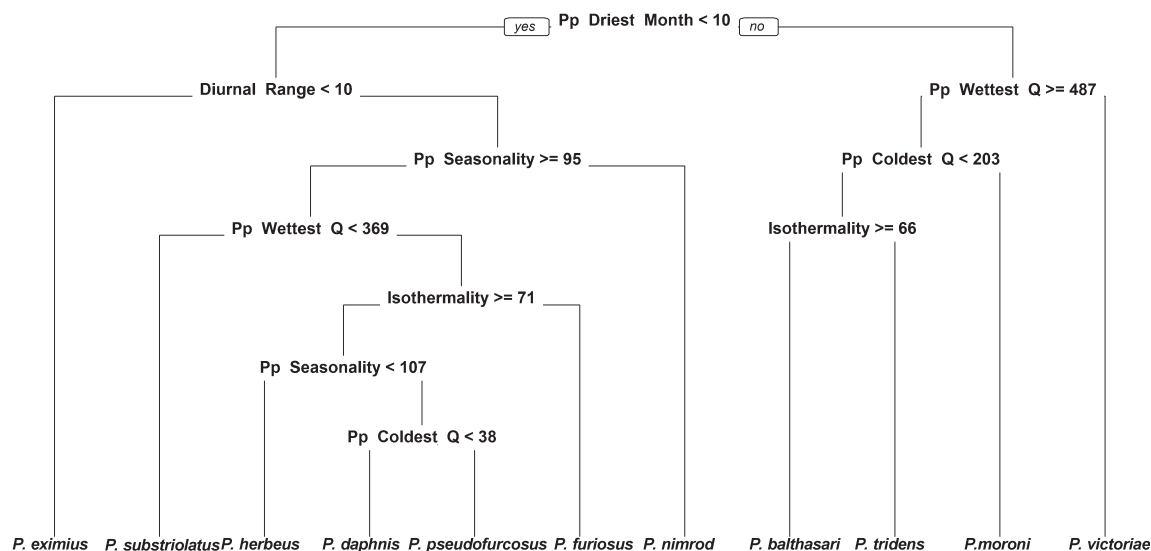 yes Pp Driest Month < 10 no
Diurnal Range < 10
Pp Wettest Q >= 487
Pp Seasonality >= 95
Pp Coldest Q < 203
Pp Wettest Q < 369
Isothermality >= 66
Isothermality >= 71
Pp Seasonality < 107
Pp Coldest Q < 38
P. eximius P. substriolatus P. herbeus P. daphnis P. pseudofurcosus P. furiosus P. nimrod P. balthasari P. tridens P.moroni P. victoriae